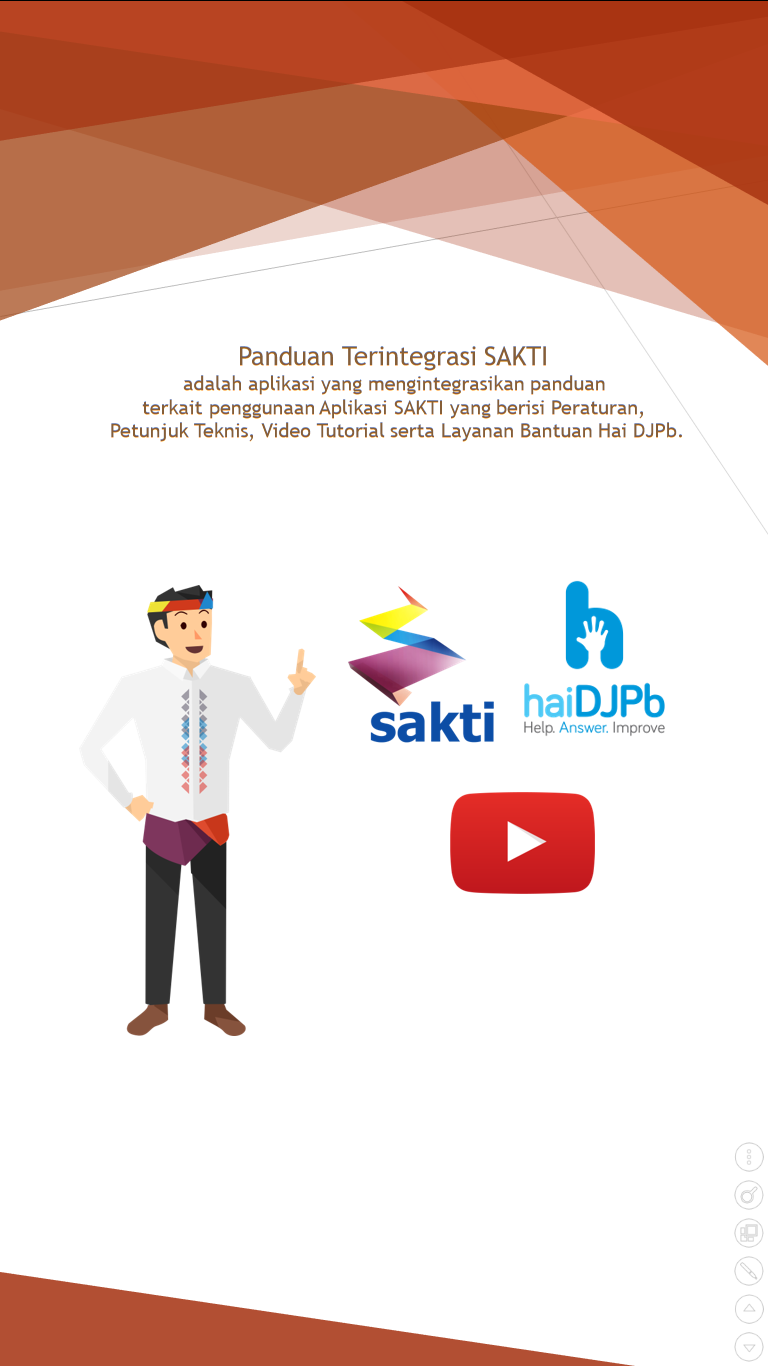 Panduan Terintegrasi SAKTI
adalah aplikasi yang mengintegrasikan panduan
terkait penggunaan Aplikasi SAKTI yang berisi Peraturan,
Petunjuk Teknis, Video Tutorial serta Layanan Bantuan Hai DJPb.
sakti
haiDJPb
Help. Answer. Improve